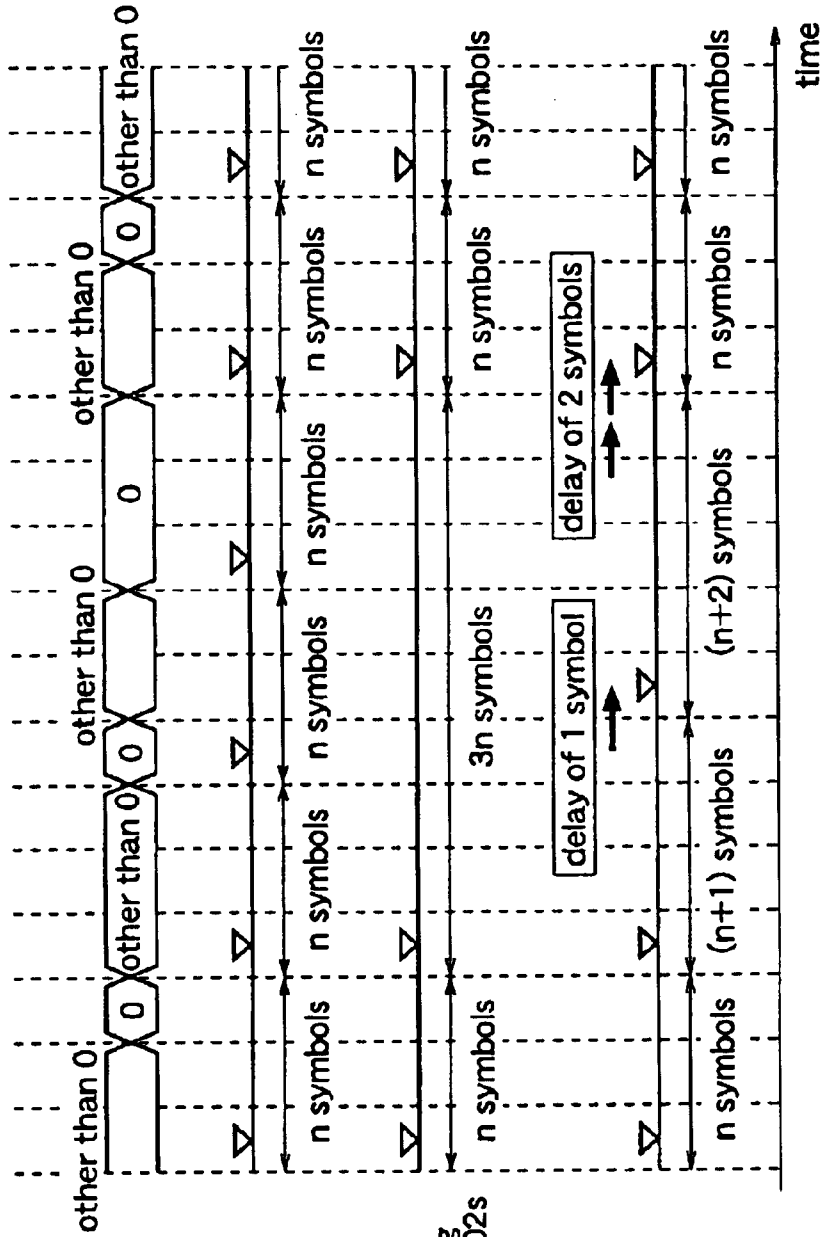 other than 0 other than 0 other than 0
0 other than 0 0 0 0 other than 0
n symbols n symbols n symbols n symbols n symbols n symbols
g
02s n symbols 3n symbols n symbols n symbols
delay of 1 symbol delay of 2 symbols
n symbols (n+1) symbols (n+2) symbols n symbols n symbols
time